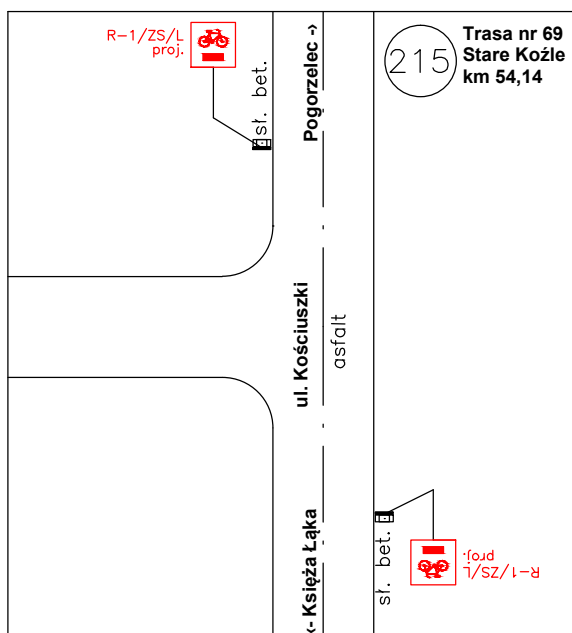 R-1/ZS/L
proj.
sł. bet.
Pogorzelec ->
215
Trasa nr 69
Stare Koźle
km 54,14
ul. Kościuszki
asfalt
<- Księża Łąka
sł. bet.
R-1/ZS/L
proj.